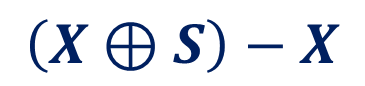 (X ⊕ S) − X